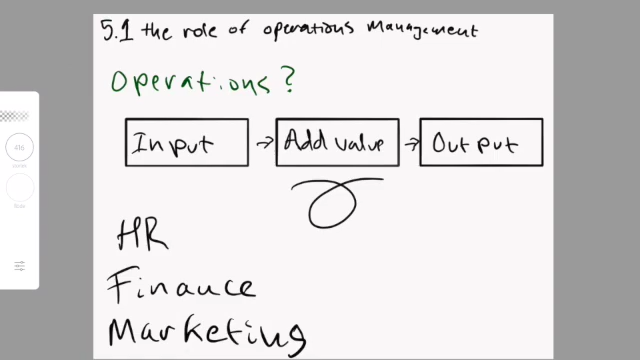 5.1 the role of operations management
Operations?
Input → Add value → Output
HR
Finance
Marketing